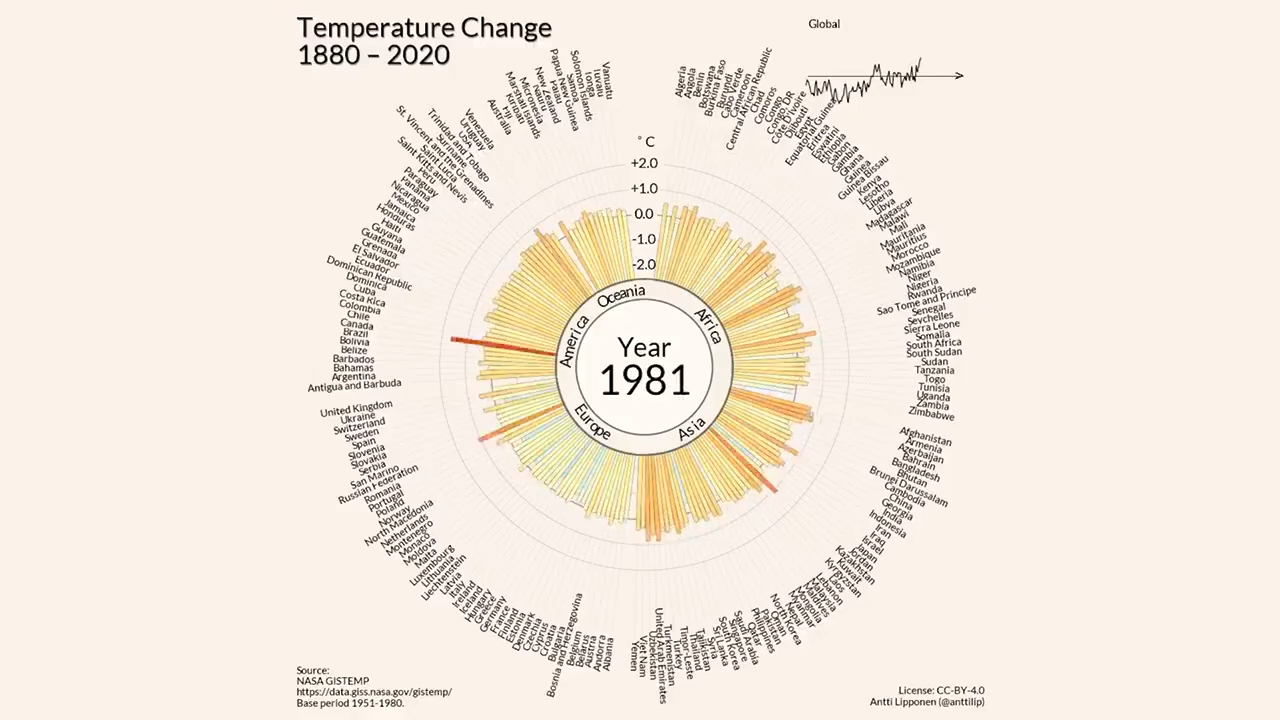 Temperature Change
1880 – 2020
Global
° C
+2.0
+1.0
0.0
-1.0
-2.0
Year
1981
Oceania
Africa
Asia
Europe
America
Algeria
Angola
Benin
Botswana
Burkina Faso
Burundi
Cabo Verde
Cameroon
Central African Republic
Chad
Comoros
Congo
Congo, DR
Côte D'Ivoire
Djibouti
Egypt
Equatorial Guinea
Eritrea
Eswatini
Ethiopia
Gabon
Gambia
Ghana
Guinea
Guinea Bissau
Kenya
Lesotho
Liberia
Libya
Madagascar
Malawi
Mali
Mauritania
Mauritius
Morocco
Mozambique
Namibia
Niger
Nigeria
Rwanda
Sao Tome and Principe
Senegal
Seychelles
Sierra Leone
Somalia
South Africa
South Sudan
Sudan
Tanzania
Togo
Tunisia
Uganda
Zambia
Zimbabwe
Afghanistan
Armenia
Azerbaijan
Bahrain
Bangladesh
Bhutan
Brunei Darussalam
Cambodia
China
Georgia
India
Indonesia
Iran
Iraq
Israel
Japan
Jordan
Kazakhstan
Kuwait
Kyrgyzstan
Laos
Lebanon
Malaysia
Maldives
Mongolia
Myanmar
Nepal
North Korea
Oman
Pakistan
Philippines
Qatar
Saudi Arabia
Singapore
South Korea
Sri Lanka
Syria
Tajikistan
Thailand
Timor-Leste
Turkey
Turkmenistan
United Arab Emirates
Uzbekistan
Viet Nam
Yemen
Albania
Andorra
Austria
Belarus
Belgium
Bosnia and Herzegovina
Bulgaria
Croatia
Cyprus
Czechia
Denmark
Estonia
Finland
France
Germany
Greece
Hungary
Iceland
Ireland
Italy
Latvia
Liechtenstein
Lithuania
Luxembourg
Malta
Moldova
Monaco
Montenegro
Netherlands
North Macedonia
Norway
Poland
Portugal
Romania
Russian Federation
San Marino
Serbia
Slovakia
Slovenia
Spain
Sweden
Switzerland
Ukraine
United Kingdom
Antigua and Barbuda
Argentina
Bahamas
Barbados
Belize
Bolivia
Brazil
Canada
Chile
Colombia
Costa Rica
Cuba
Dominica
Dominican Republic
Ecuador
El Salvador
Grenada
Guatemala
Guyana
Haiti
Honduras
Jamaica
Mexico
Nicaragua
Panama
Paraguay
Peru
Saint Kitts and Nevis
Saint Lucia
St. Vincent and the Grenadines
Suriname
Trinidad and Tobago
USA
Uruguay
Venezuela
Australia
Fiji
Kiribati
Marshall Islands
Micronesia
Nauru
New Zealand
Palau
Papua New Guinea
Samoa
Solomon Islands
Tonga
Tuvalu
Vanuatu
Source:
NASA GISTEMP
https://data.giss.nasa.gov/gistemp/
Base period 1951-1980.
License: CC-BY-4.0
Antti Lipponen (@anttilip)